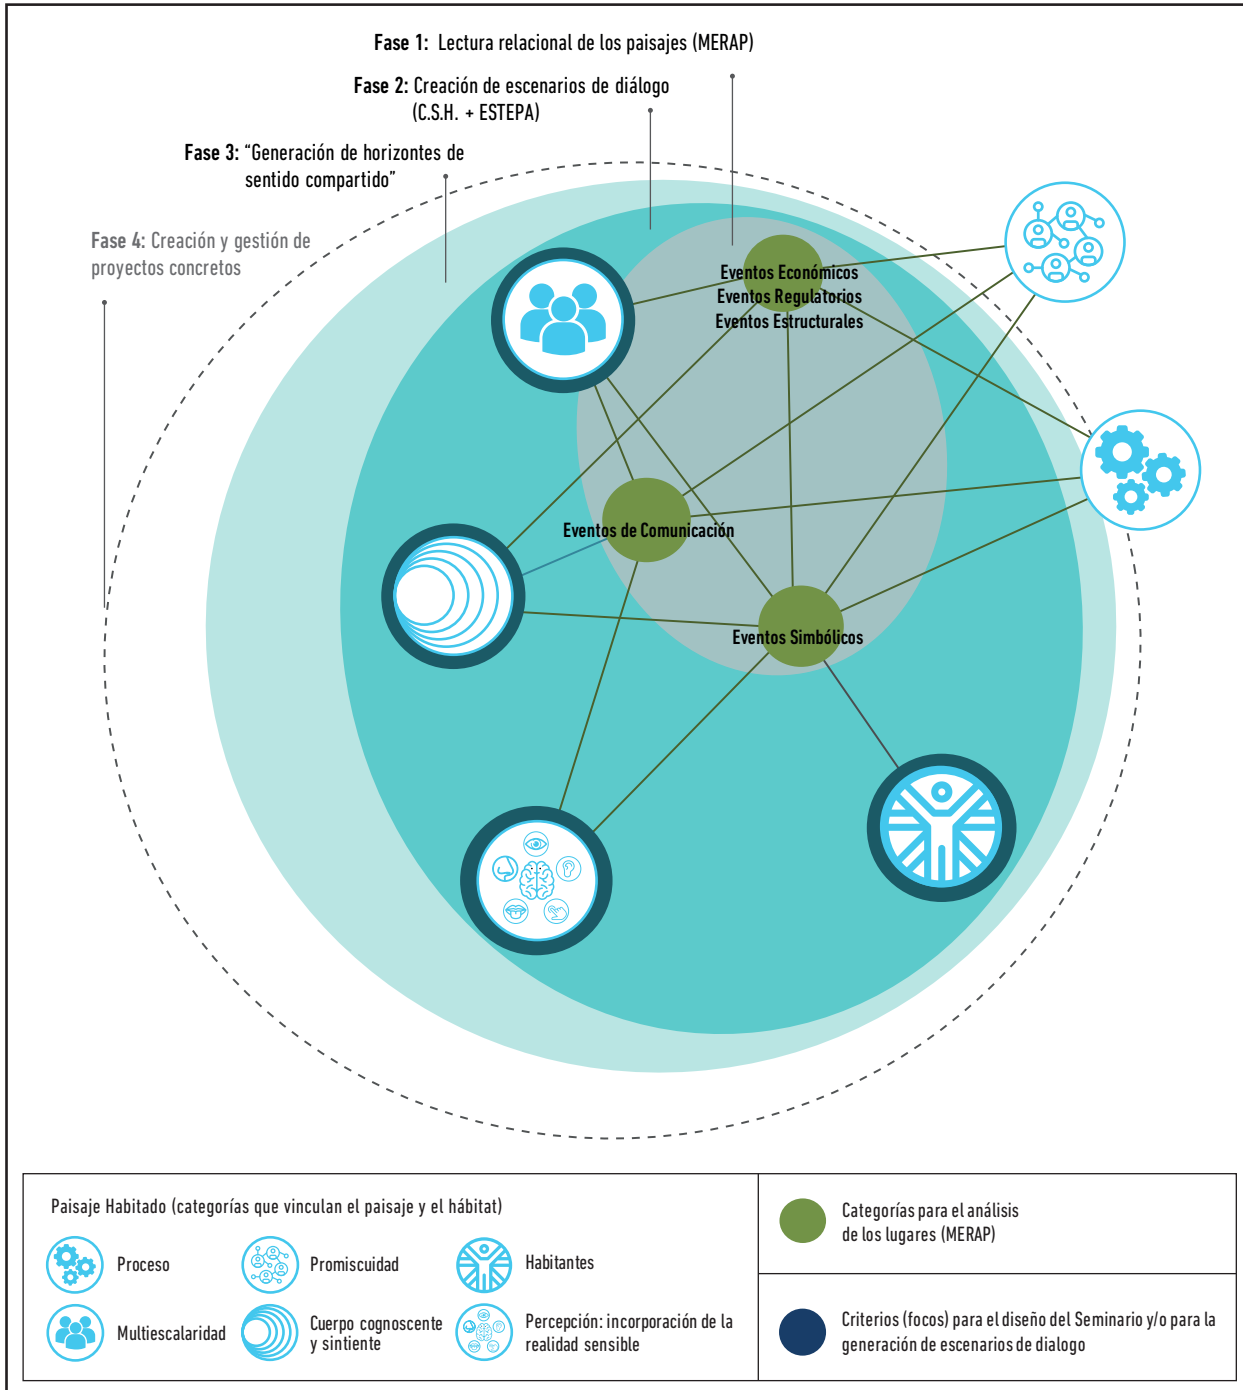 Fase 1: Lectura relacional de los paisajes (MERAP)
Fase 2: Creación de escenarios de diálogo
(C.S.H. + ESTEPA)
Fase 3: “Generación de horizontes de
sentido compartido”
Fase 4: Creación y gestión de
proyectos concretos
Eventos Económicos
Eventos Regulatorios
Eventos Estructurales
Eventos de Comunicación
Eventos Simbólicos
Paisaje Habitado (categorías que vinculan el paisaje y el hábitat)
Proceso
Promiscuidad
Habitantes
Multiescalaridad
Cuerpo cognoscente
y sintiente
Percepción: incorporación de la
realidad sensible
Categorías para el análisis
de los lugares (MERAP)
Criterios (focos) para el diseño del Seminario y/o para la
generación de escenarios de dialogo